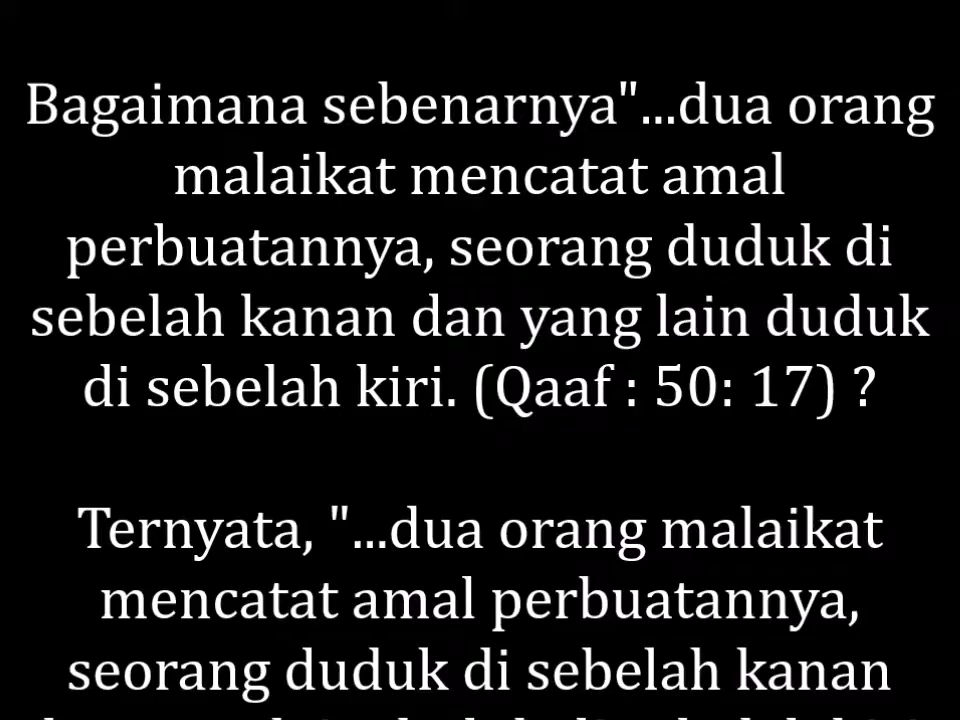 Bagaimana sebenarnya"...dua orang
malaikat mencatat amal
perbuatannya, seorang duduk di
sebelah kanan dan yang lain duduk
di sebelah kiri. (Qaaf : 50: 17) ?
Ternyata, "...dua orang malaikat
mencatat amal perbuatannya,
seorang duduk di sebelah kanan